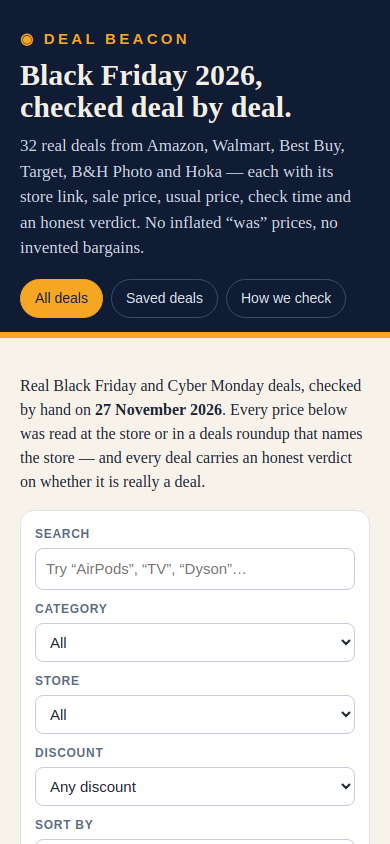 ◉ DEAL BEACON
Black Friday 2026,
checked deal by deal.
32 real deals from Amazon, Walmart, Best Buy,
Target, B&H Photo and Hoka — each with its
store link, sale price, usual price, check time and
an honest verdict. No inflated “was” prices, no
invented bargains.
All deals Saved deals How we check
Real Black Friday and Cyber Monday deals, checked
by hand on 27 November 2026. Every price below
was read at the store or in a deals roundup that names
the store — and every deal carries an honest verdict
on whether it is really a deal.
SEARCH
Try “AirPods”, “TV”, “Dyson”…
CATEGORY
All
STORE
All
DISCOUNT
Any discount
SORT BY